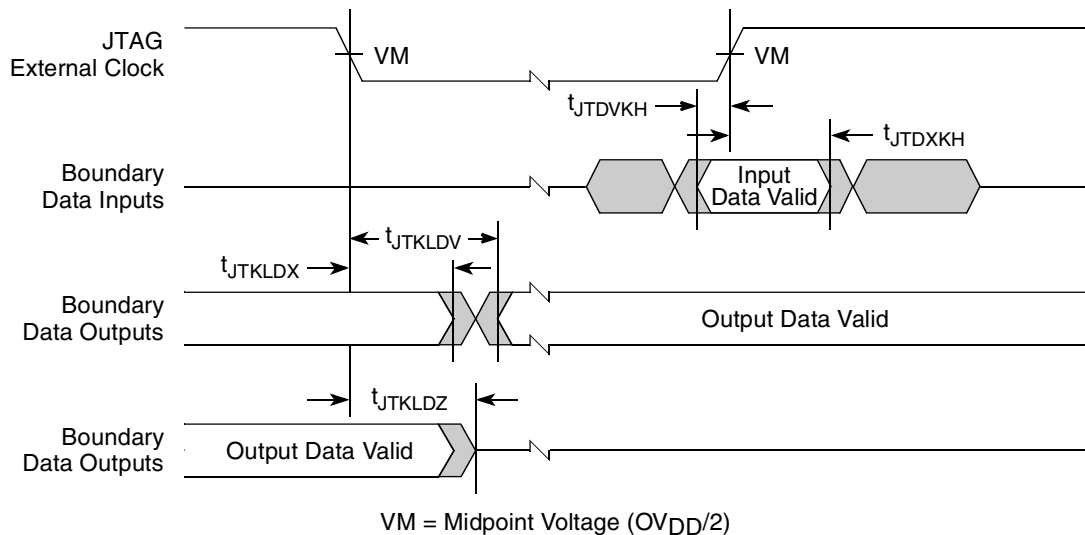 JTAG
External Clock
VM
VM
tJTDVKH
tJTDXKH
Boundary
Data Inputs
Input
Data Valid
tJTKLDV
tJTKLDX
Boundary
Data Outputs
Output Data Valid
tJTKLDZ
Boundary
Data Outputs
Output Data Valid
VM = Midpoint Voltage (OVDD/2)